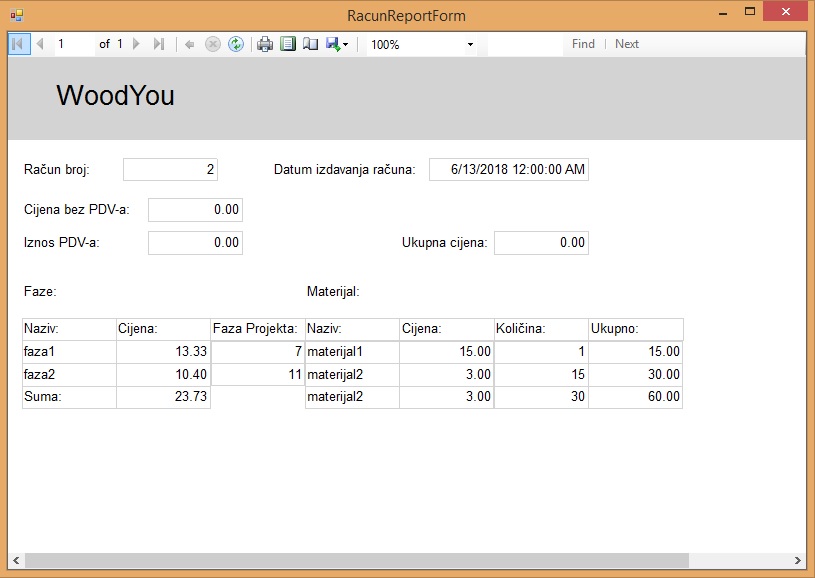 RacunReportForm
1 of 1 100% Find Next
WoodYou
Račun broj: 2 Datum izdavanja računa: 6/13/2018 12:00:00 AM
Cijena bez PDV-a: 0.00
Iznos PDV-a: 0.00 Ukupna cijena: 0.00
Faze: Materijal:
Naziv: Cijena: Faza Projekta: Naziv: Cijena: Količina: Ukupno:
faza1 13.33 7 materijal1 15.00 1 15.00
faza2 10.40 11 materijal2 3.00 15 30.00
Suma: 23.73 materijal2 3.00 30 60.00